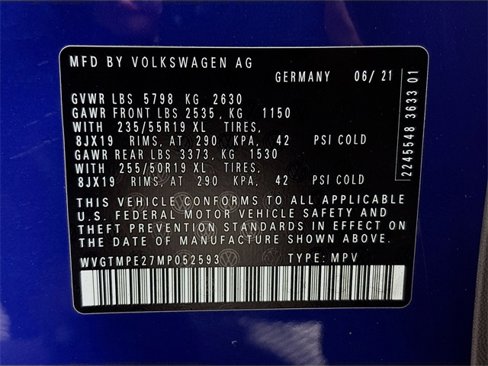 MFD BY VOLKSWAGEN AG
GERMANY 06/21
GVWR LBS 5798 KG 2630
GAWR FRONT LBS 2535, KG 1150
WITH 235/55R19 XL TIRES,
8JX19 RIMS, AT 290 KPA, 42 PSI COLD
GAWR REAR LBS 3373, KG 1530
WITH 255/50R19 XL TIRES,
8JX19 RIMS, AT 290 KPA, 42 PSI COLD
THIS VEHICLE CONFORMS TO ALL APPLICABLE
U.S. FEDERAL MOTOR VEHICLE SAFETY AND
THEFT PREVENTION STANDARDS IN EFFECT ON
THE DATE OF MANUFACTURE SHOWN ABOVE.
WVGTMPE27MP052593 TYPE: MPV
2245548 3633 01